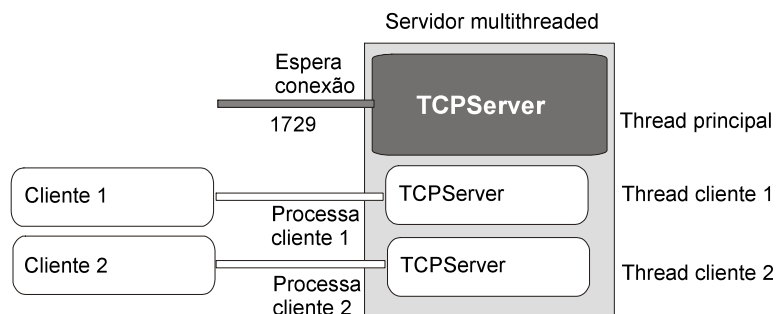 Servidor multithreaded
Espera
conexão
1729
TCPServer
Thread principal
Cliente 1
Processa
cliente 1
TCPServer
Thread cliente 1
Cliente 2
Processa
cliente 2
TCPServer
Thread cliente 2